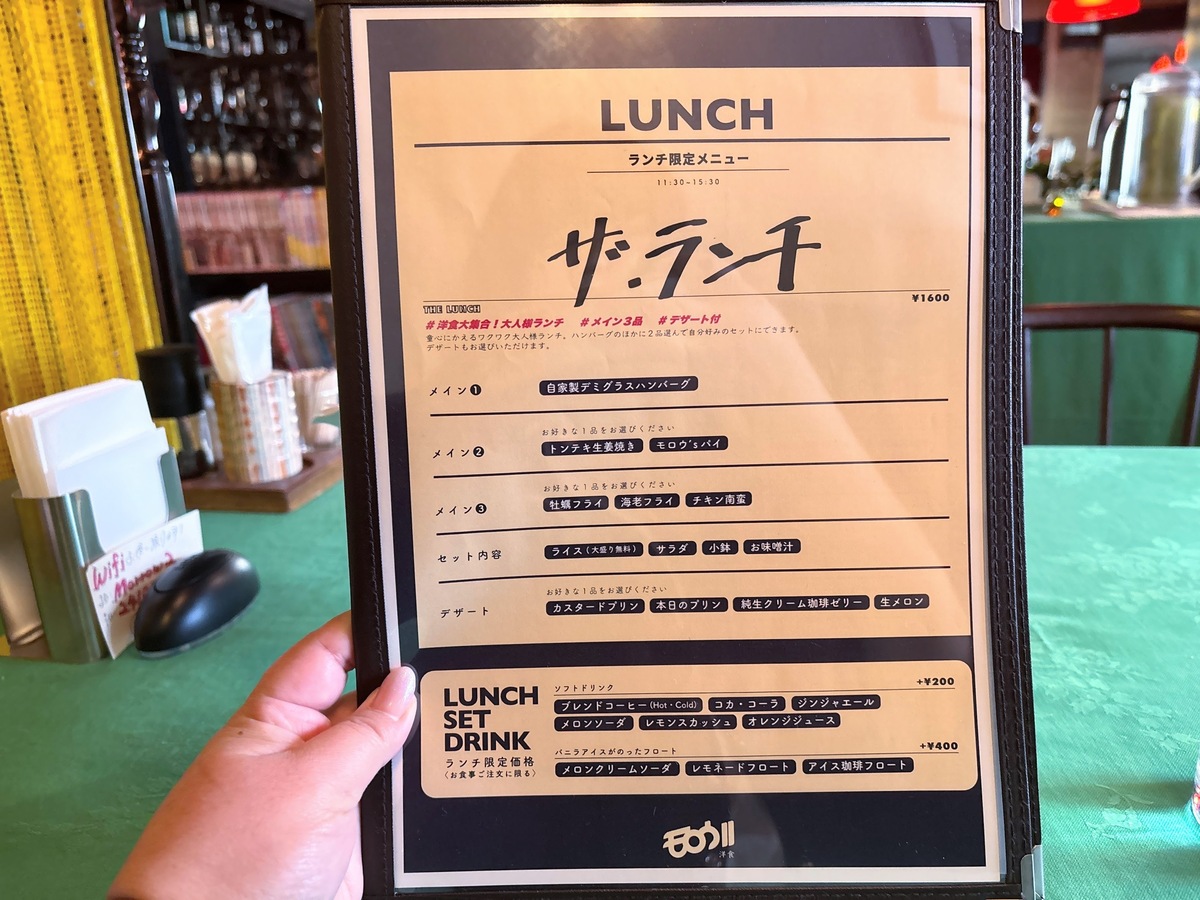 LUNCH
ランチ限定メニュー
11:30~15:30
ザ・ランチ
THE LUNCH
¥1600
#洋食大集合！大人様ランチ #メイン3品 #デザート付
童心にかえるワクワク大人様ランチ。ハンバーグのほかに2品選んで自分好みのセットにできます。
デザートもお選びいただけます。
メイン❶ 自家製デミグラスハンバーグ
お好きな1品をお選びください
メイン❷ トンテキ生姜焼き モロウ'sパイ
お好きな1品をお選びください
メイン❸ 牡蠣フライ 海老フライ チキン南蛮
セット内容 ライス(大盛り無料) サラダ 小鉢 お味噌汁
お好きな1品をお選びください
デザート カスタードプリン 本日のプリン 純生クリーム珈琲ゼリー 生メロン
LUNCH
SET
DRINK
ランチ限定価格
〈お食事ご注文に限る〉
ソフトドリンク +¥200
ブレンドコーヒー(Hot・Cold) コカ・コーラ ジンジャエール
メロンソーダ レモンスカッシュ オレンジジュース
バニラアイスがのったフロート +¥400
メロンクリームソーダ レモネードフロート アイス珈琲フロート
洋食
Wifi